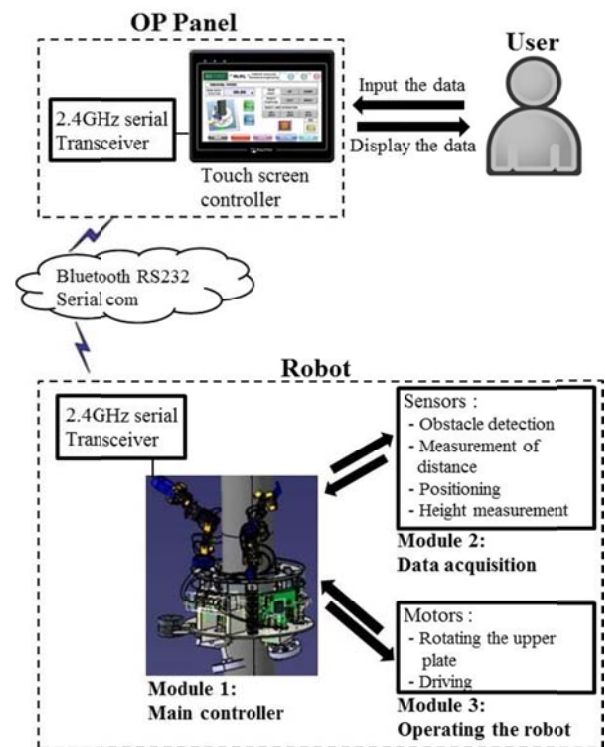 OP Panel
User
2.4GHz serial
Transceiver
Touch screen
controller
Input the data
Display the data
Bluetooth RS232
Serial com
Robot
2.4GHz serial
Transceiver
Module 1:
Main controller
Sensors :
- Obstacle detection
- Measurement of
distance
- Positioning
- Height measurement
Module 2:
Data acquisition
Motors :
- Rotating the upper
plate
- Driving
Module 3:
Operating the robot